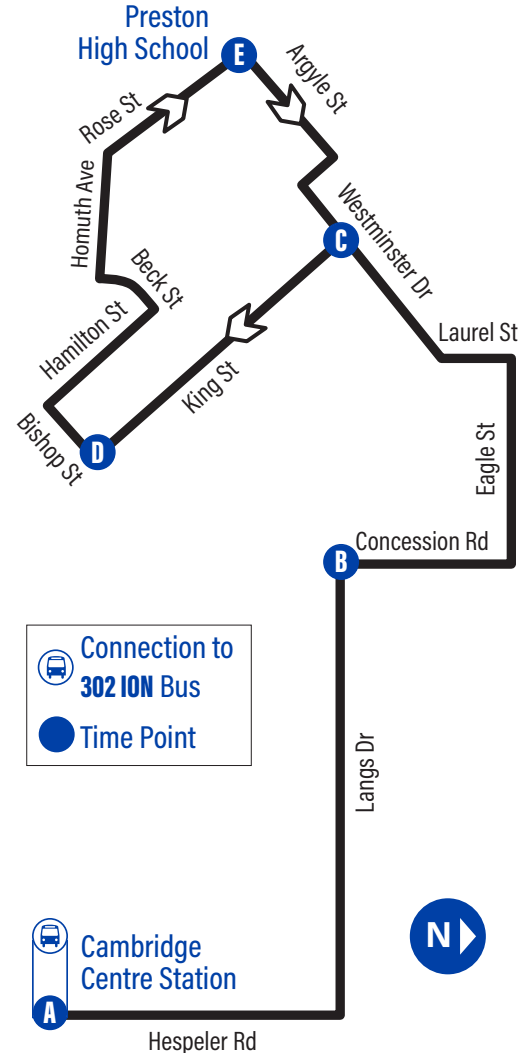 Preston
High School
E
Argyle St
Rose St
Homuth Ave
Westminster Dr
C
Beck St
Hamilton St
Laurel St
King St
Bishop St
D
Eagle St
Concession Rd
B
Connection to
302 ION Bus
Time Point
Langs Dr
N
Cambridge
Centre Station
A
Hespeler Rd